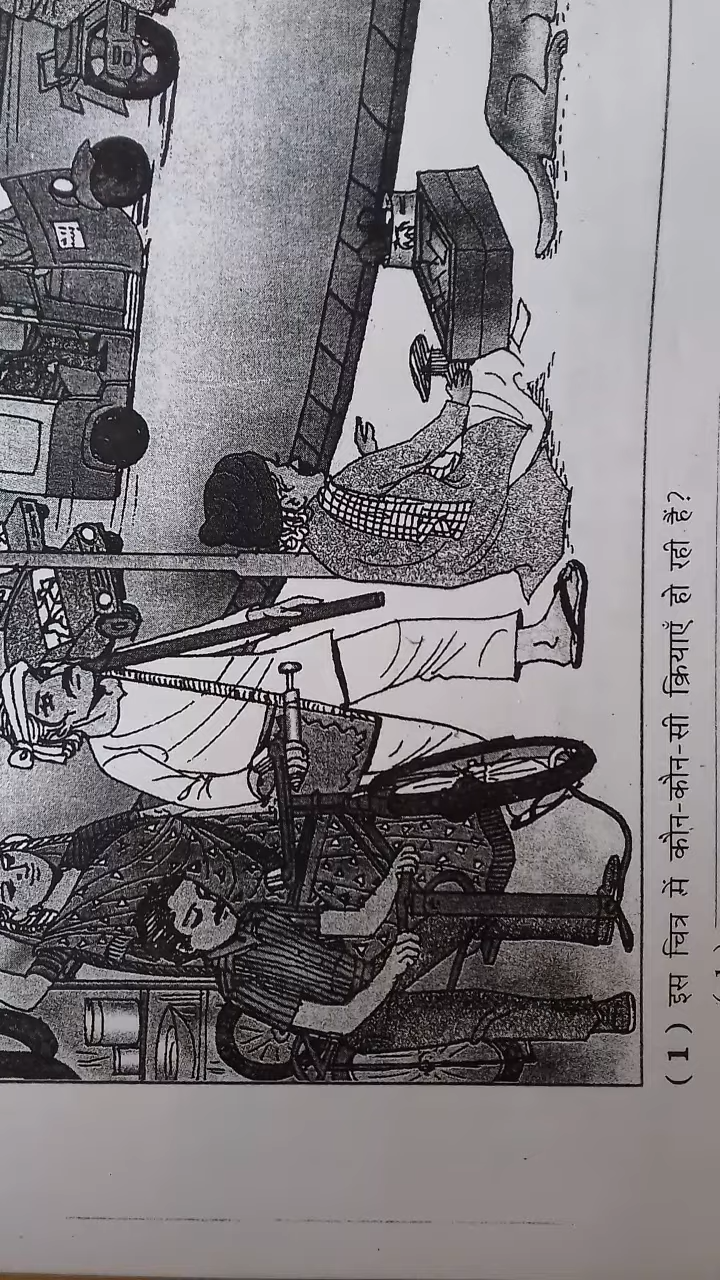 (1) इस चित्र में कौन-कौन-सी क्रियाएँ हो रही हैं?